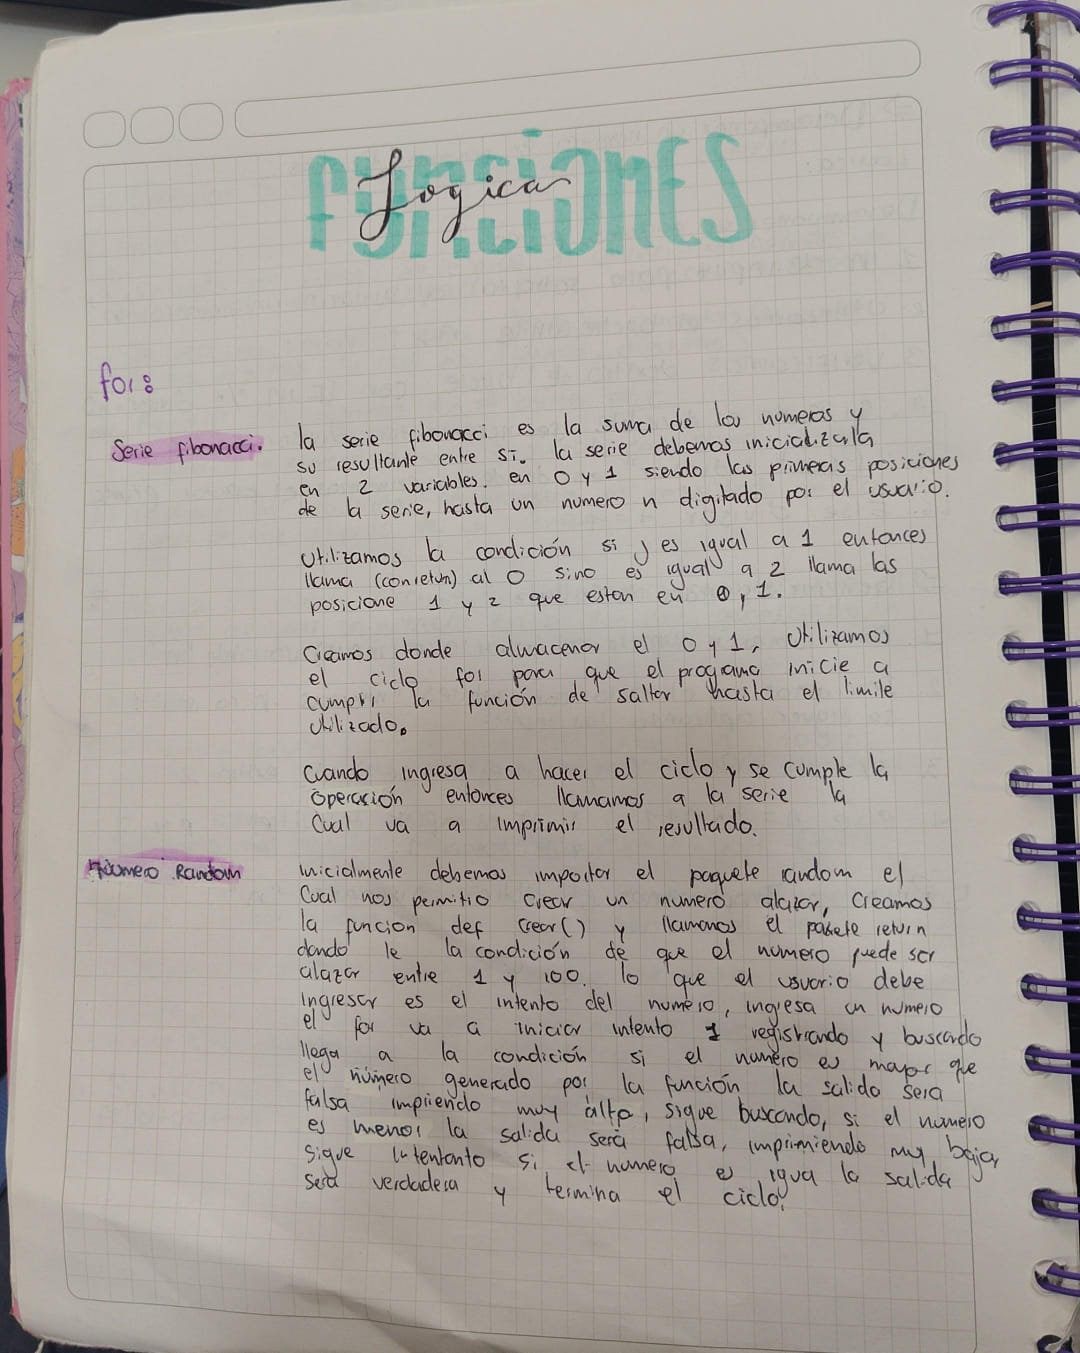 funciones
Logica
for:
Serie fibonacci.
la serie fibonacci es la suma de los numeros y
su resultante entre si. la serie debemos inicializarla
en 2 variables. en 0 y 1 siendo las primeras posiciones
de la serie, hasta un numero n digitado por el usuario.
Utilizamos la condición si j es igual a 1 entonces
llama (con return) al 0 sino es igual a 2 llama las
posicione 1 y 2 que estan en 0, 1.
Creamos donde almacenar el 0 y 1, Utilizamos
el ciclo for para que el programa inicie a
cumplir la función de saltar hasta el limite
Utilizado.
Cuando ingresa a hacer el ciclo y se cumple la
operación entonces llamamos a la serie la
Cual va a imprimir el resultado.
Número Random
Inicialmente debemos importar el paquete random el
Cual nos permitio crear un numero alazar, Creamos
la funcion def crear() y llamamos el pakete return
dando le la condición de que el numero puede ser
alazar entre 1 y 100. lo que el usuario debe
ingresar es el intento del numero, ingresa un numero
el for va a iniciar intento 1 registrando y buscando
llega a la condición si el numero es mayor que
el número generado por la función la salida sera
falsa impriendo muy alto, sigue buscando, si el numero
es menor la salida será falsa, imprimiendo muy bajo,
sigue intentanto si el numero es igua la salida
será verdadera y termina el ciclo.